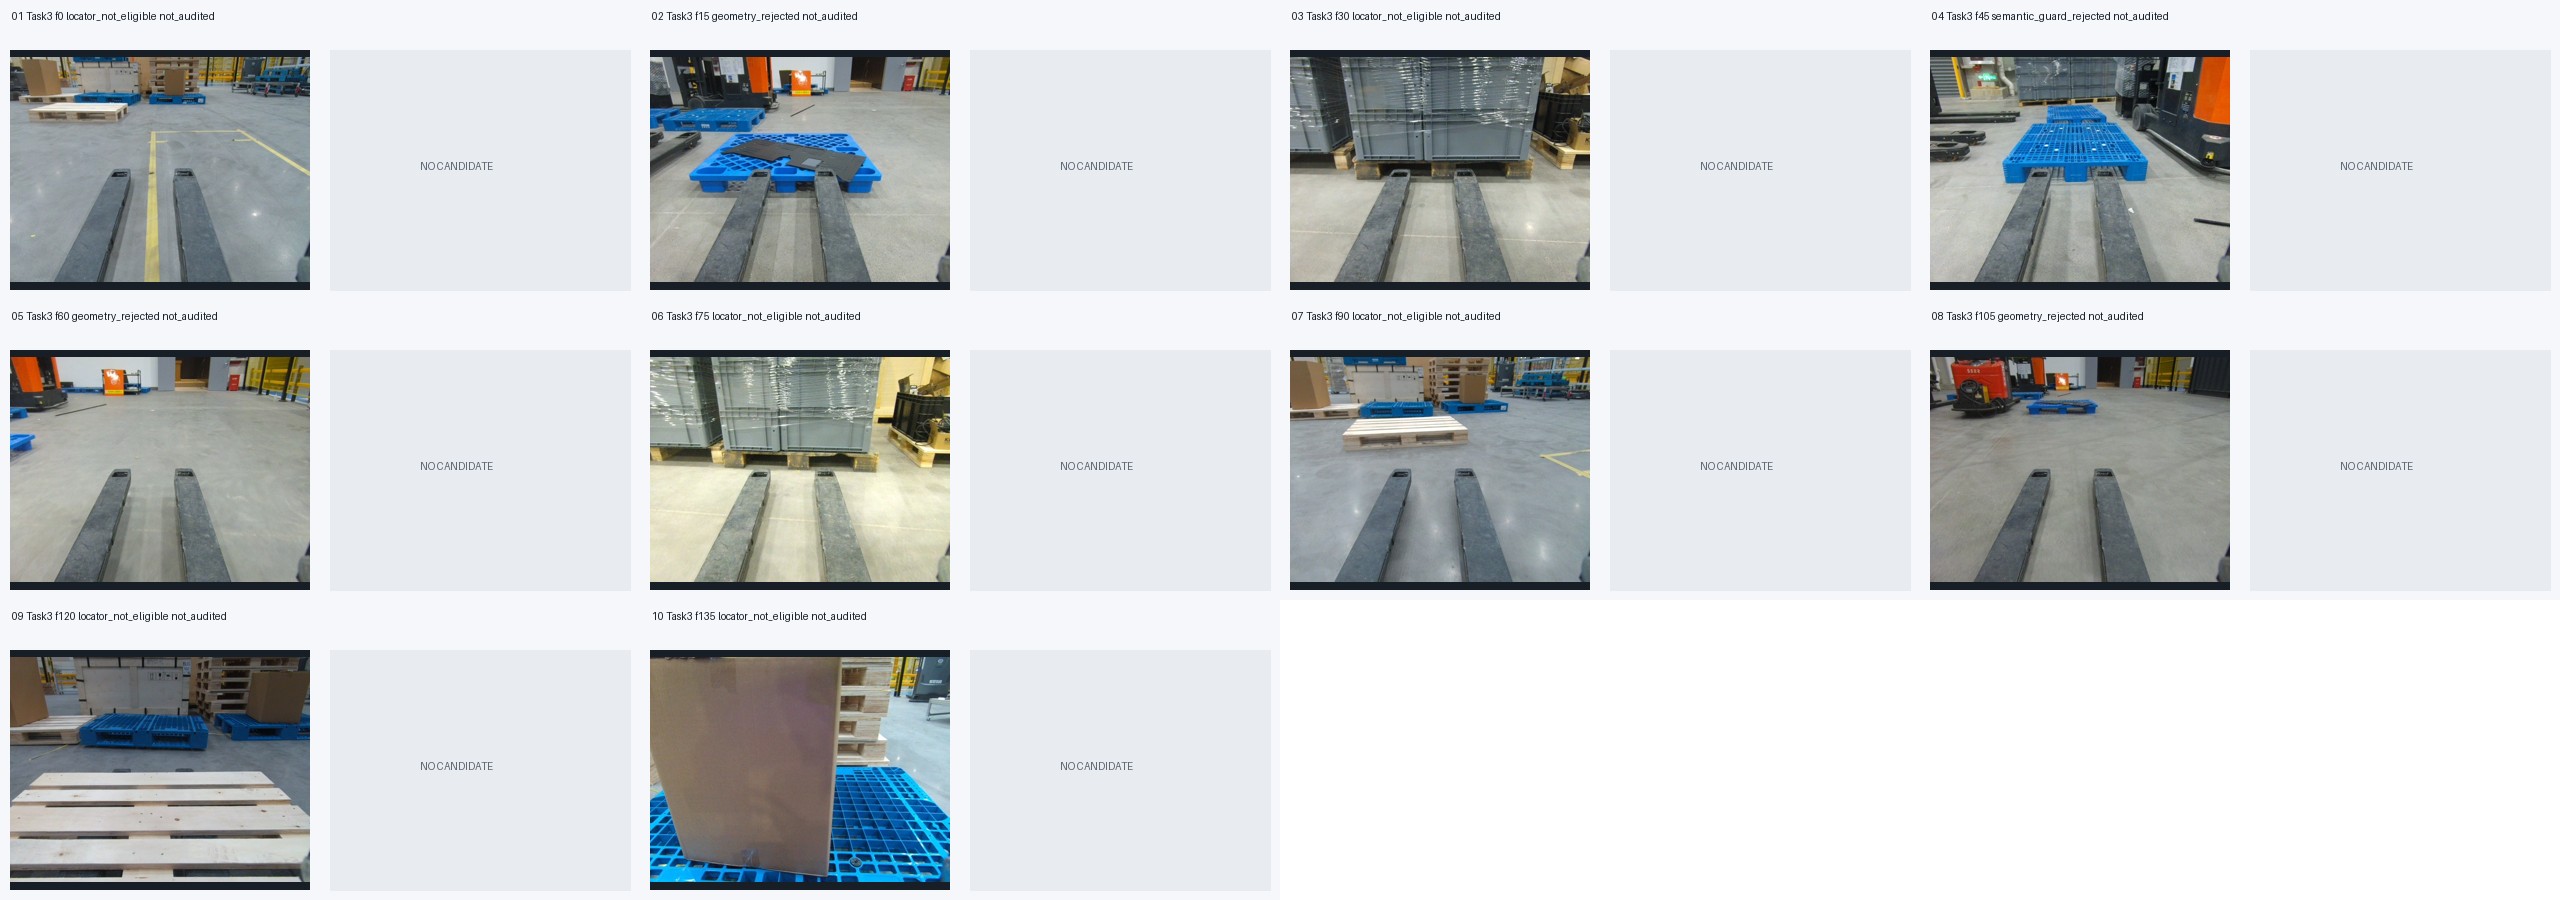 01 Task3 f0 locator_not_eligible not_audited
02 Task3 f15 geometry_rejected not_audited
03 Task3 f30 locator_not_eligible not_audited
04 Task3 f45 semantic_guard_rejected not_audited
NO CANDIDATE
NO CANDIDATE
NO CANDIDATE
NO CANDIDATE
05 Task3 f60 geometry_rejected not_audited
06 Task3 f75 locator_not_eligible not_audited
07 Task3 f90 locator_not_eligible not_audited
08 Task3 f105 geometry_rejected not_audited
NO CANDIDATE
NO CANDIDATE
NO CANDIDATE
NO CANDIDATE
09 Task3 f120 locator_not_eligible not_audited
10 Task3 f135 locator_not_eligible not_audited
NO CANDIDATE
NO CANDIDATE